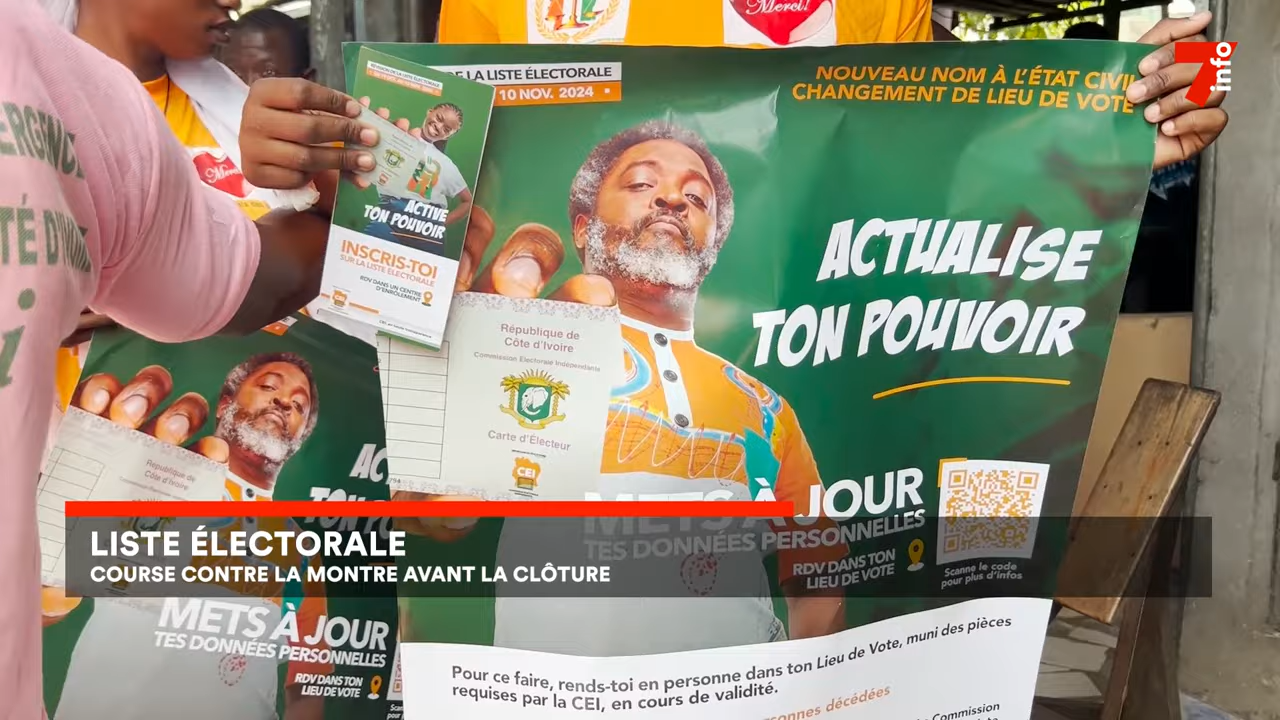 7 info
DE LA LISTE ÉLECTORALE
10 NOV. 2024
NOUVEAU NOM À L'ÉTAT CIVIL
CHANGEMENT DE LIEU DE VOTE
Merci!
Merci!
ACTIVE
TON POUVOIR
INSCRIS-TOI
SUR LA LISTE ELECTORALE
RDV DANS UN CENTRE
D'ENRÔLEMENT
ACTUALISE
TON POUVOIR
République de
Côte d'Ivoire
Commission Electorale Indépendante
Carte d'Électeur
CEI
METS À JOUR
TES DONNÉES PERSONNELLES
RDV DANS TON
LIEU DE VOTE
Scanne le code
pour plus d'infos
République de
Côte d'Ivoire
LISTE ÉLECTORALE
COURSE CONTRE LA MONTRE AVANT LA CLÔTURE
METS À JOUR
TES DONNÉES PERSONNELLES
RDV DANS TON
LIEU DE VOTE
Pour ce faire, rends-toi en personne dans ton Lieu de Vote, muni des pièces
requises par la CEI, en cours de validité.
décédées
Commission